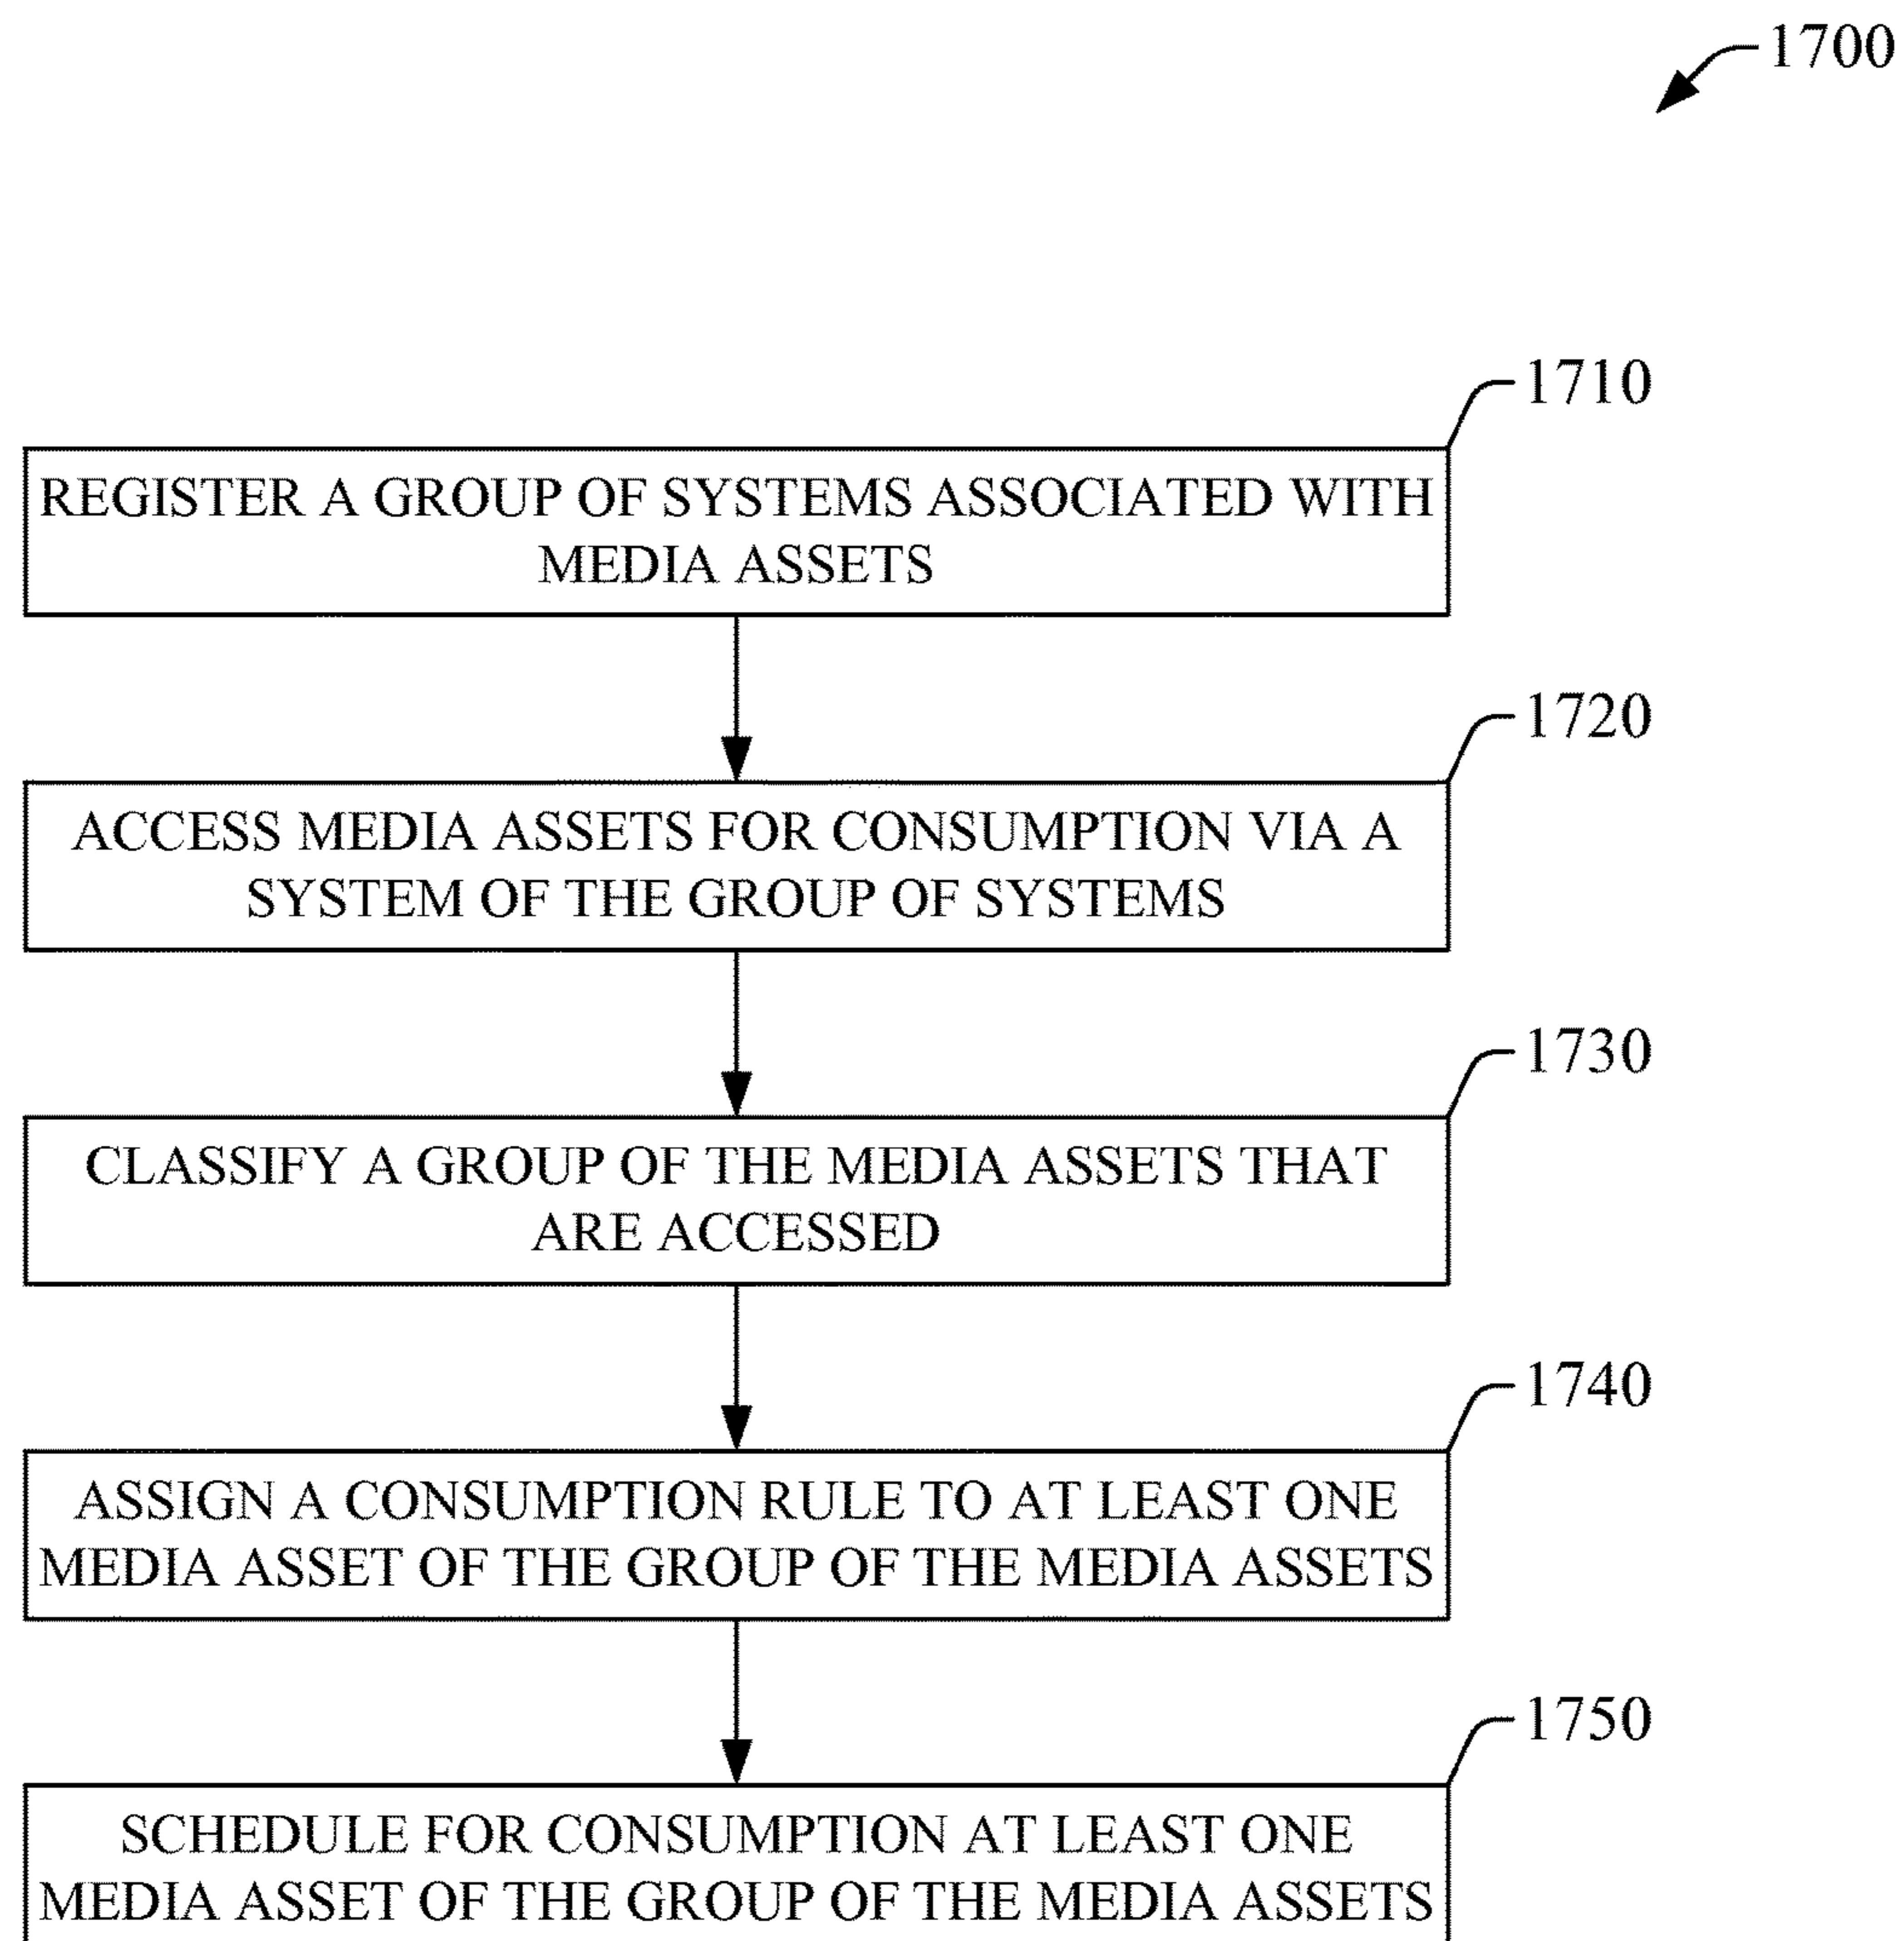 1700
1710
REGISTER A GROUP OF SYSTEMS ASSOCIATED WITH
MEDIA ASSETS
1720
ACCESS MEDIA ASSETS FOR CONSUMPTION VIA A
SYSTEM OF THE GROUP OF SYSTEMS
1730
CLASSIFY A GROUP OF THE MEDIA ASSETS THAT
ARE ACCESSED
1740
ASSIGN A CONSUMPTION RULE TO AT LEAST ONE
MEDIA ASSET OF THE GROUP OF THE MEDIA ASSETS
1750
SCHEDULE FOR CONSUMPTION AT LEAST ONE
MEDIA ASSET OF THE GROUP OF THE MEDIA ASSETS